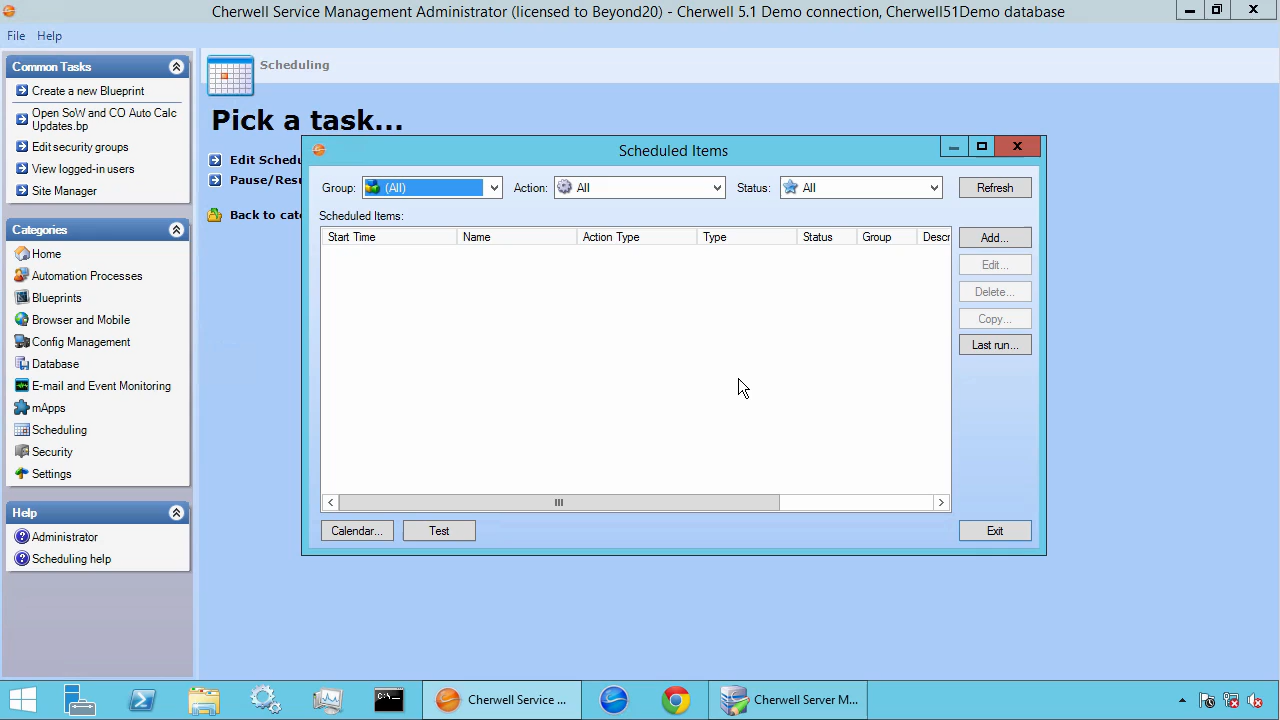 Cherwell Service Management Administrator (licensed to Beyond20) - Cherwell 5.1 Demo connection, Cherwell51Demo database
File Help
Common Tasks
Create a new Blueprint
Open SoW and CO Auto Calc
Updates.bp
Edit security groups
View logged-in users
Site Manager
Categories
Home
Automation Processes
Blueprints
Browser and Mobile
Config Management
Database
E-mail and Event Monitoring
mApps
Scheduling
Security
Settings
Help
Administrator
Scheduling help
Scheduling
Pick a task...
Edit Schedu
Pause/Resu
Back to cate
Scheduled Items
Group: (All) Action: All Status: All Refresh
Scheduled Items:
Start Time Name Action Type Type Status Group Descr
Add...
Edit...
Delete...
Copy...
Last run...
Calendar... Test Exit
Cherwell Service ... Cherwell Server M...